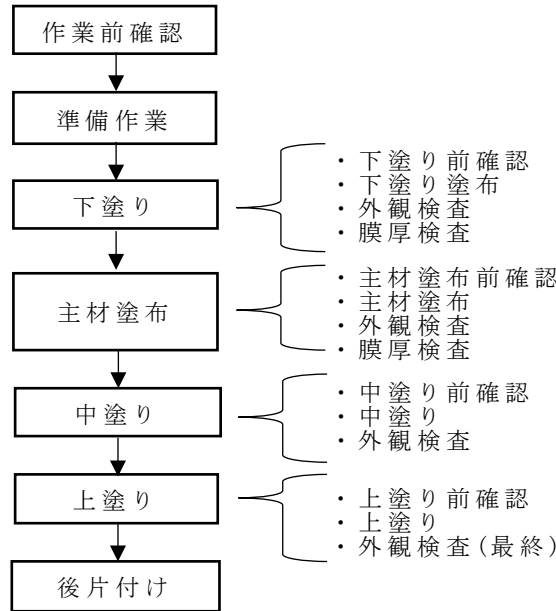 作業前確認
準備作業
下塗り
・下塗り前確認
・下塗り塗布
・外観検査
・膜厚検査
主材塗布
・主材塗布前確認
・主材塗布
・外観検査
・膜厚検査
中塗り
・中塗り前確認
・中塗り
・外観検査
上塗り
・上塗り前確認
・上塗り
・外観検査(最終)
後片付け